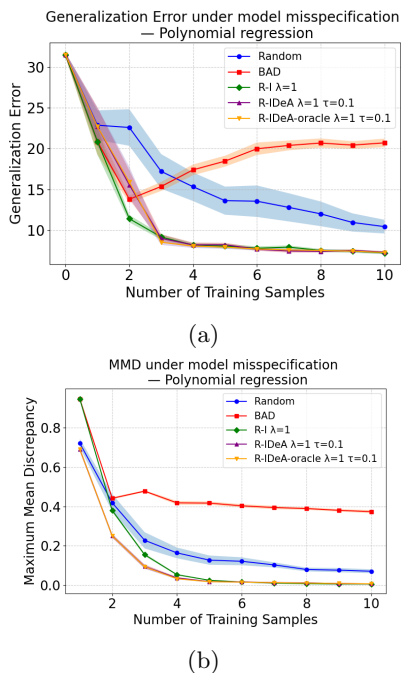 Generalization Error under model misspecification
— Polynomial regression
Generalization Error
30
25
20
15
10
Random
BAD
R-I λ=1
R-IDeA λ=1 τ=0.1
R-IDeA-oracle λ=1 τ=0.1
0 2 4 6 8 10
Number of Training Samples
(a)
MMD under model misspecification
— Polynomial regression
Maximum Mean Discrepancy
0.8
0.6
0.4
0.2
0.0
Random
BAD
R-I λ=1
R-IDeA λ=1 τ=0.1
R-IDeA-oracle λ=1 τ=0.1
2 4 6 8 10
Number of Training Samples
(b)